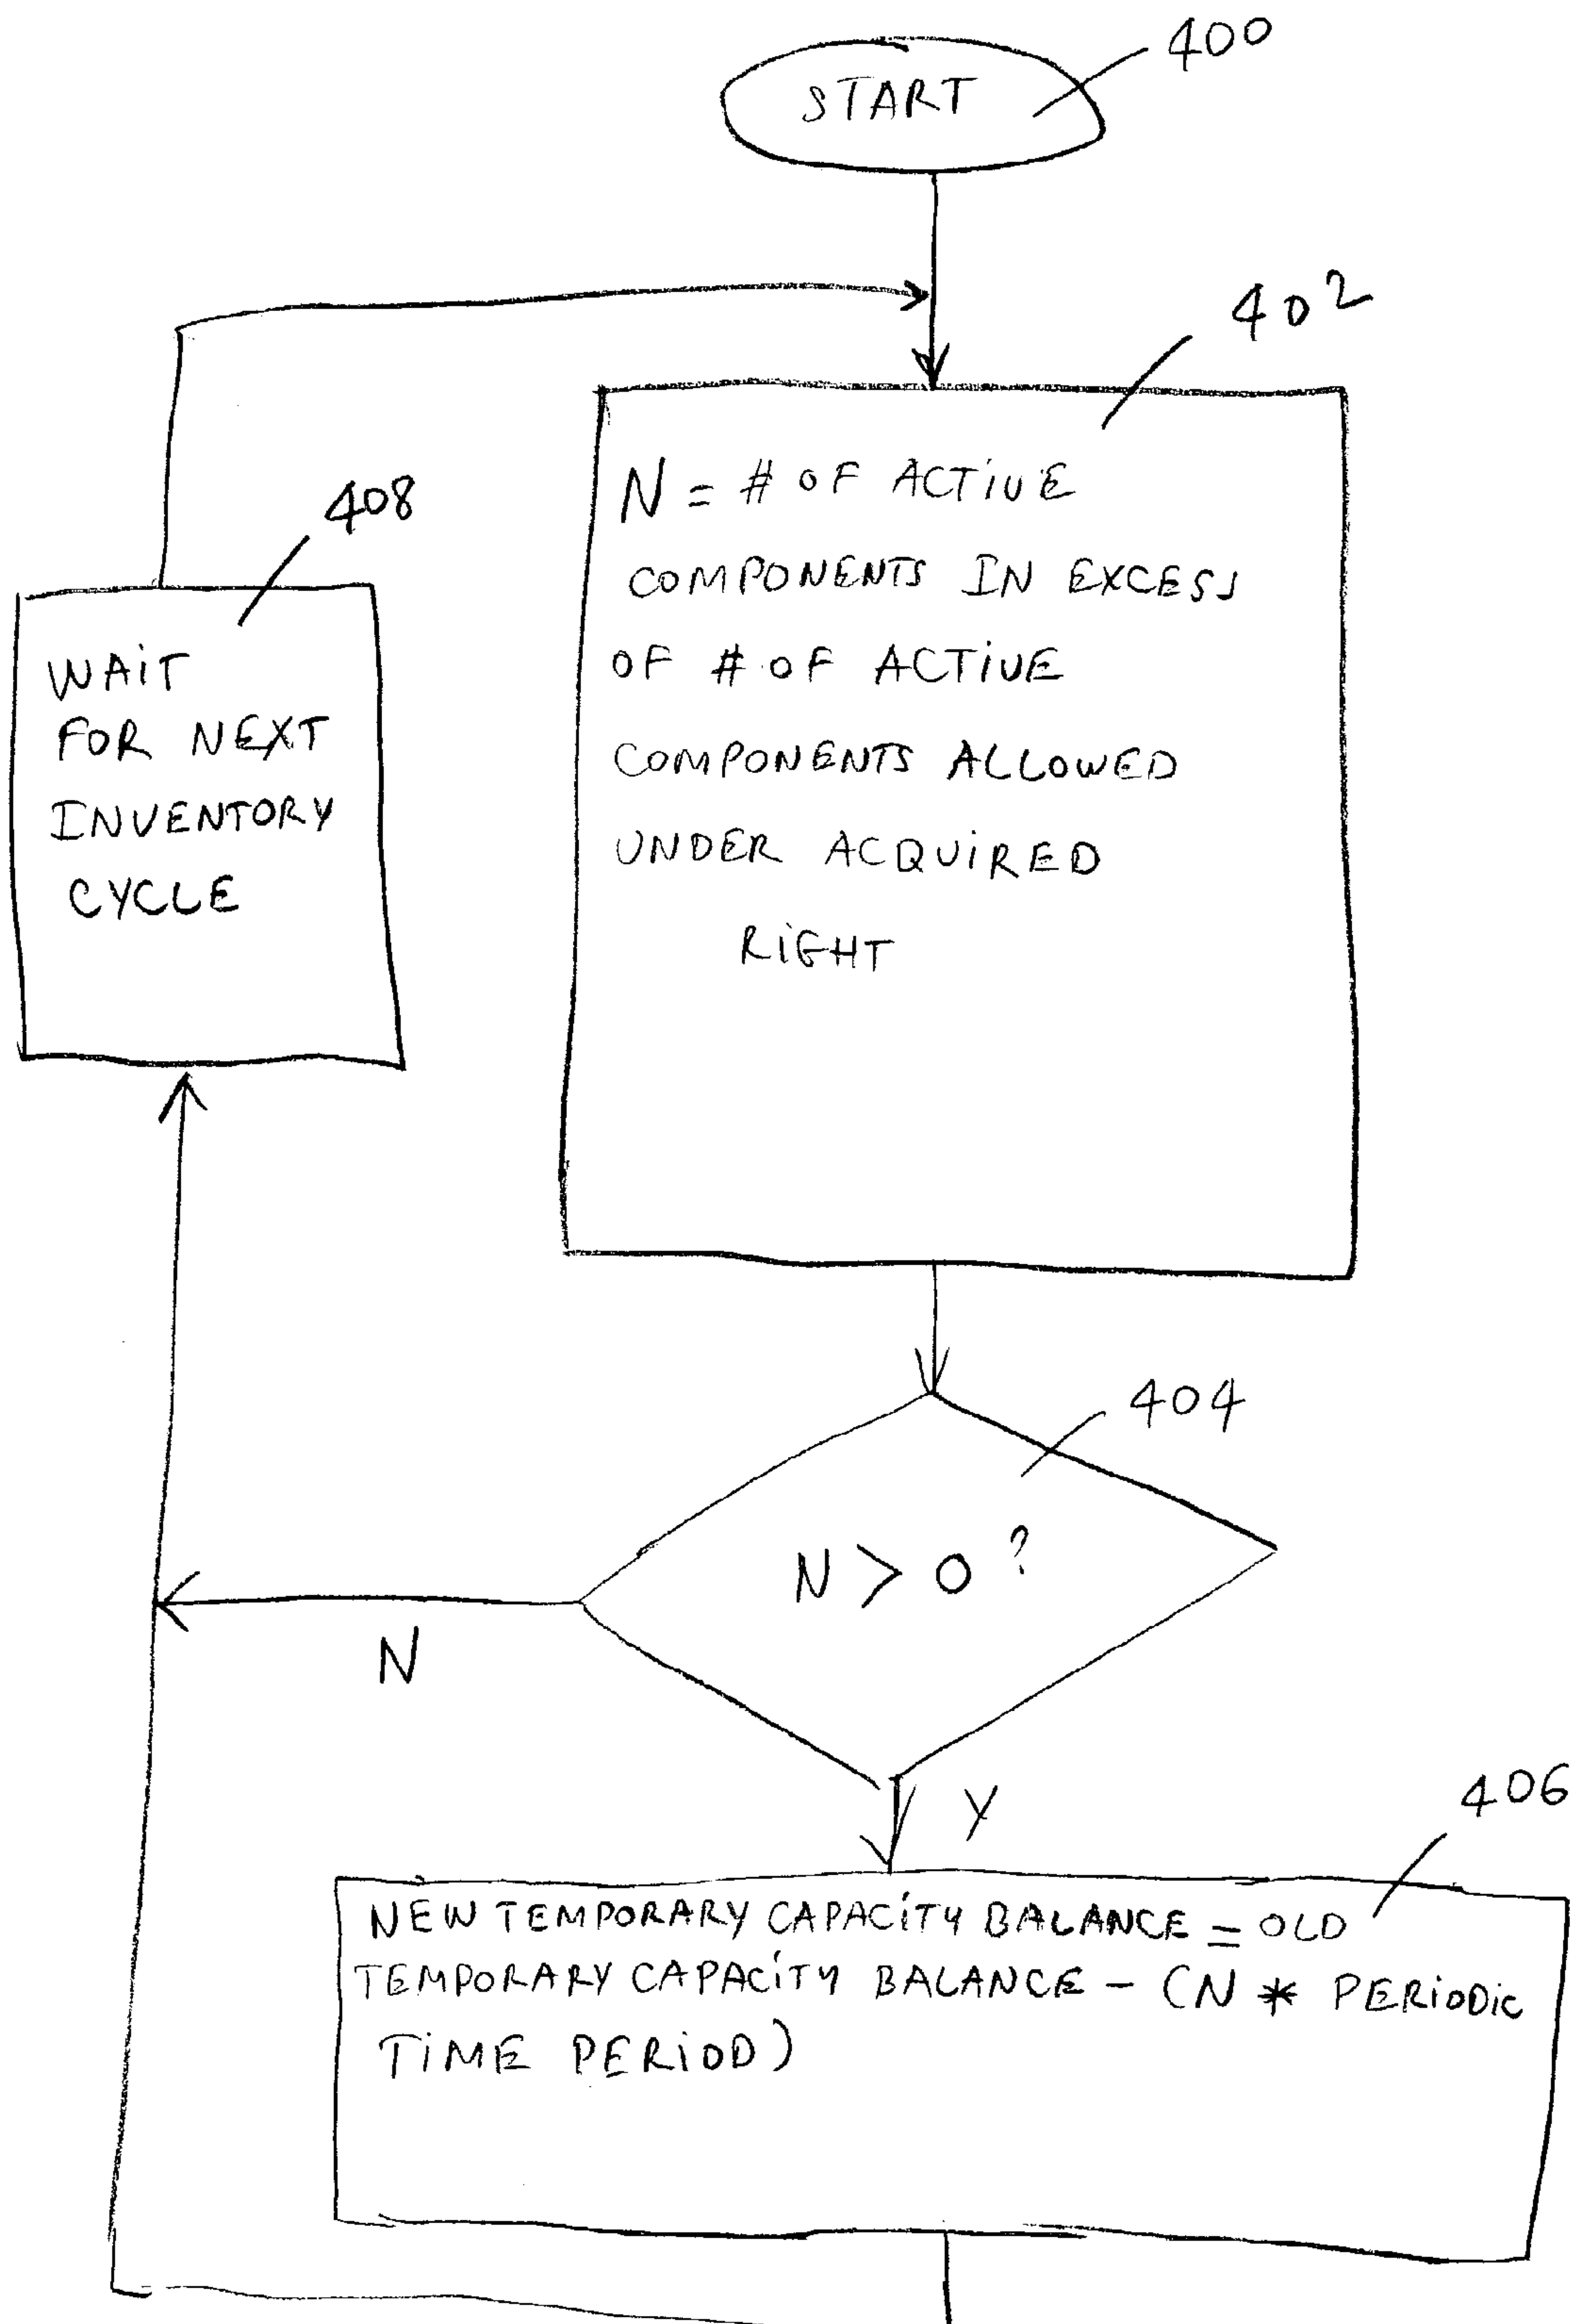 400
START
402
N = # OF ACTIVE
COMPONENTS IN EXCESS
OF # OF ACTIVE
COMPONENTS ALLOWED
UNDER ACQUIRED
RIGHT
408
WAIT
FOR NEXT
INVENTORY
CYCLE
404
N > 0 ?
N
Y
406
NEW TEMPORARY CAPACITY BALANCE = OLD
TEMPORARY CAPACITY BALANCE - (N * PERIODIC
TIME PERIOD)